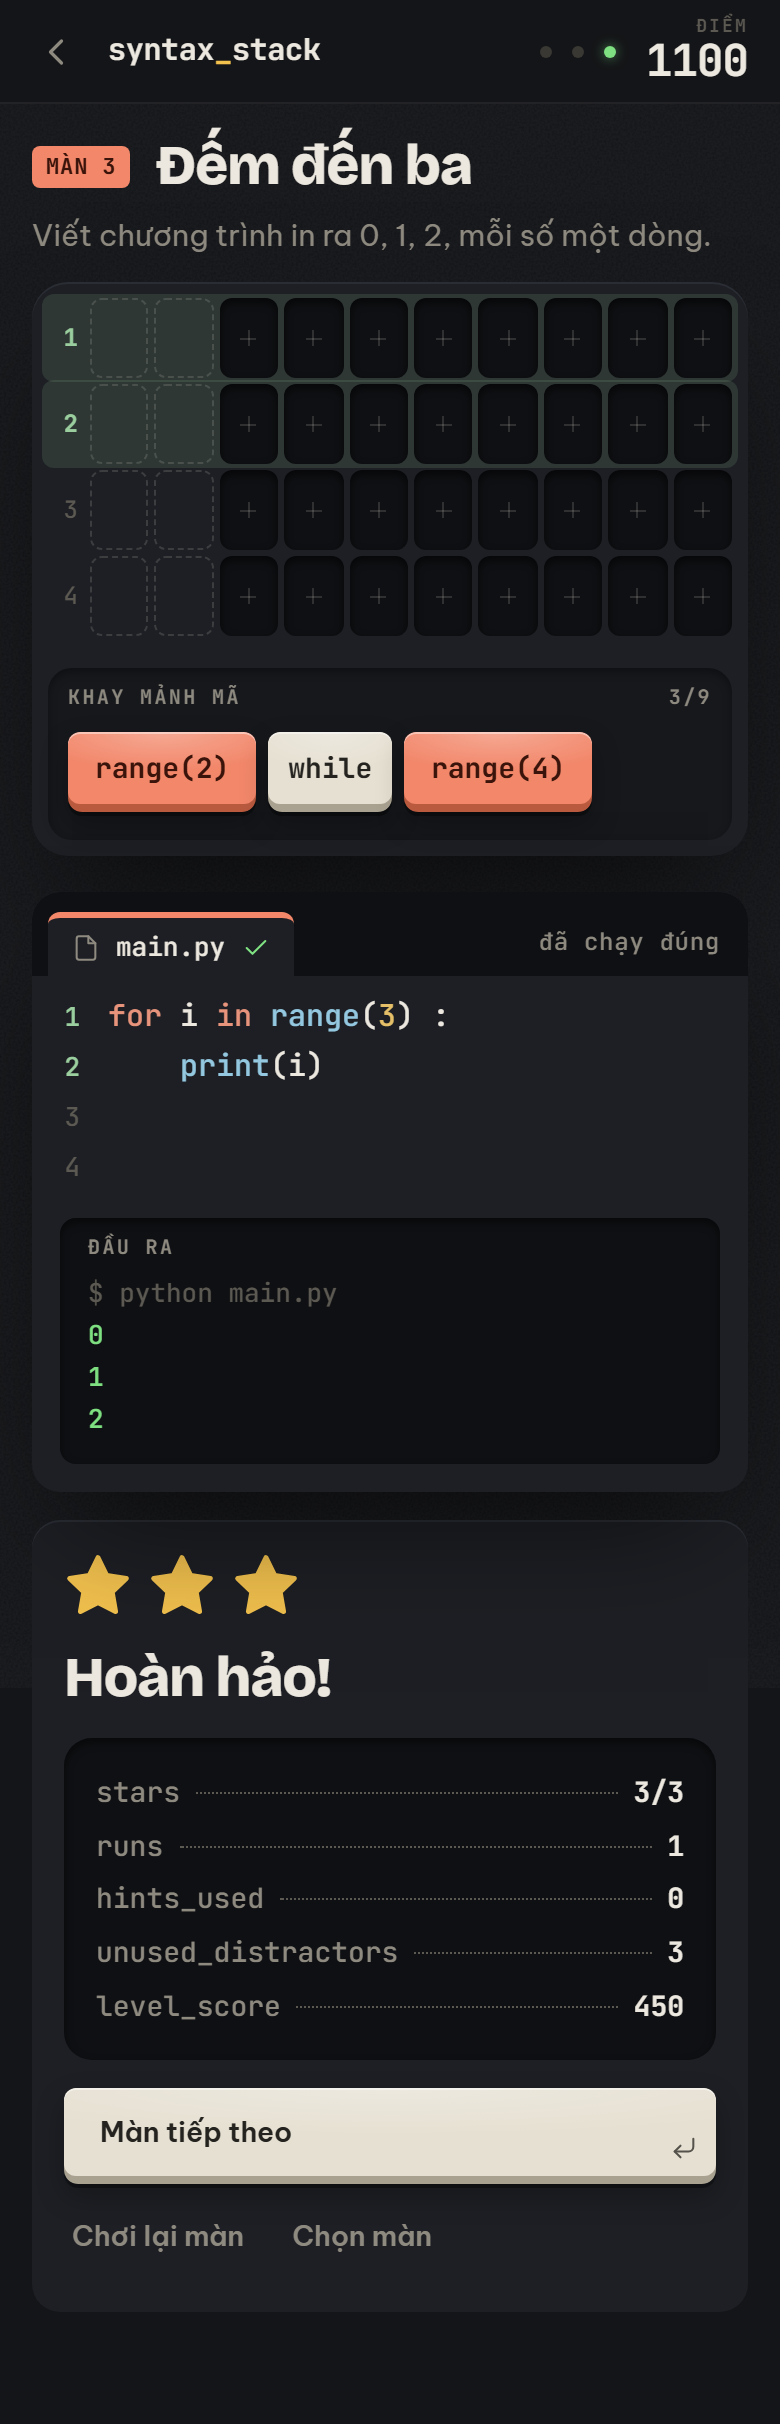 syntax_stack
ĐIỂM
1100
MÀN 3
Đếm đến ba
Viết chương trình in ra 0, 1, 2, mỗi số một dòng.
1
2
3
4
KHAY MẢNH MÃ 3/9
range(2) while range(4)
main.py đã chạy đúng
1 for i in range(3) :
2 print(i)
3
4
ĐẦU RA
$ python main.py
0
1
2
Hoàn hảo!
stars 3/3
runs 1
hints_used 0
unused_distractors 3
level_score 450
Màn tiếp theo
Chơi lại màn Chọn màn